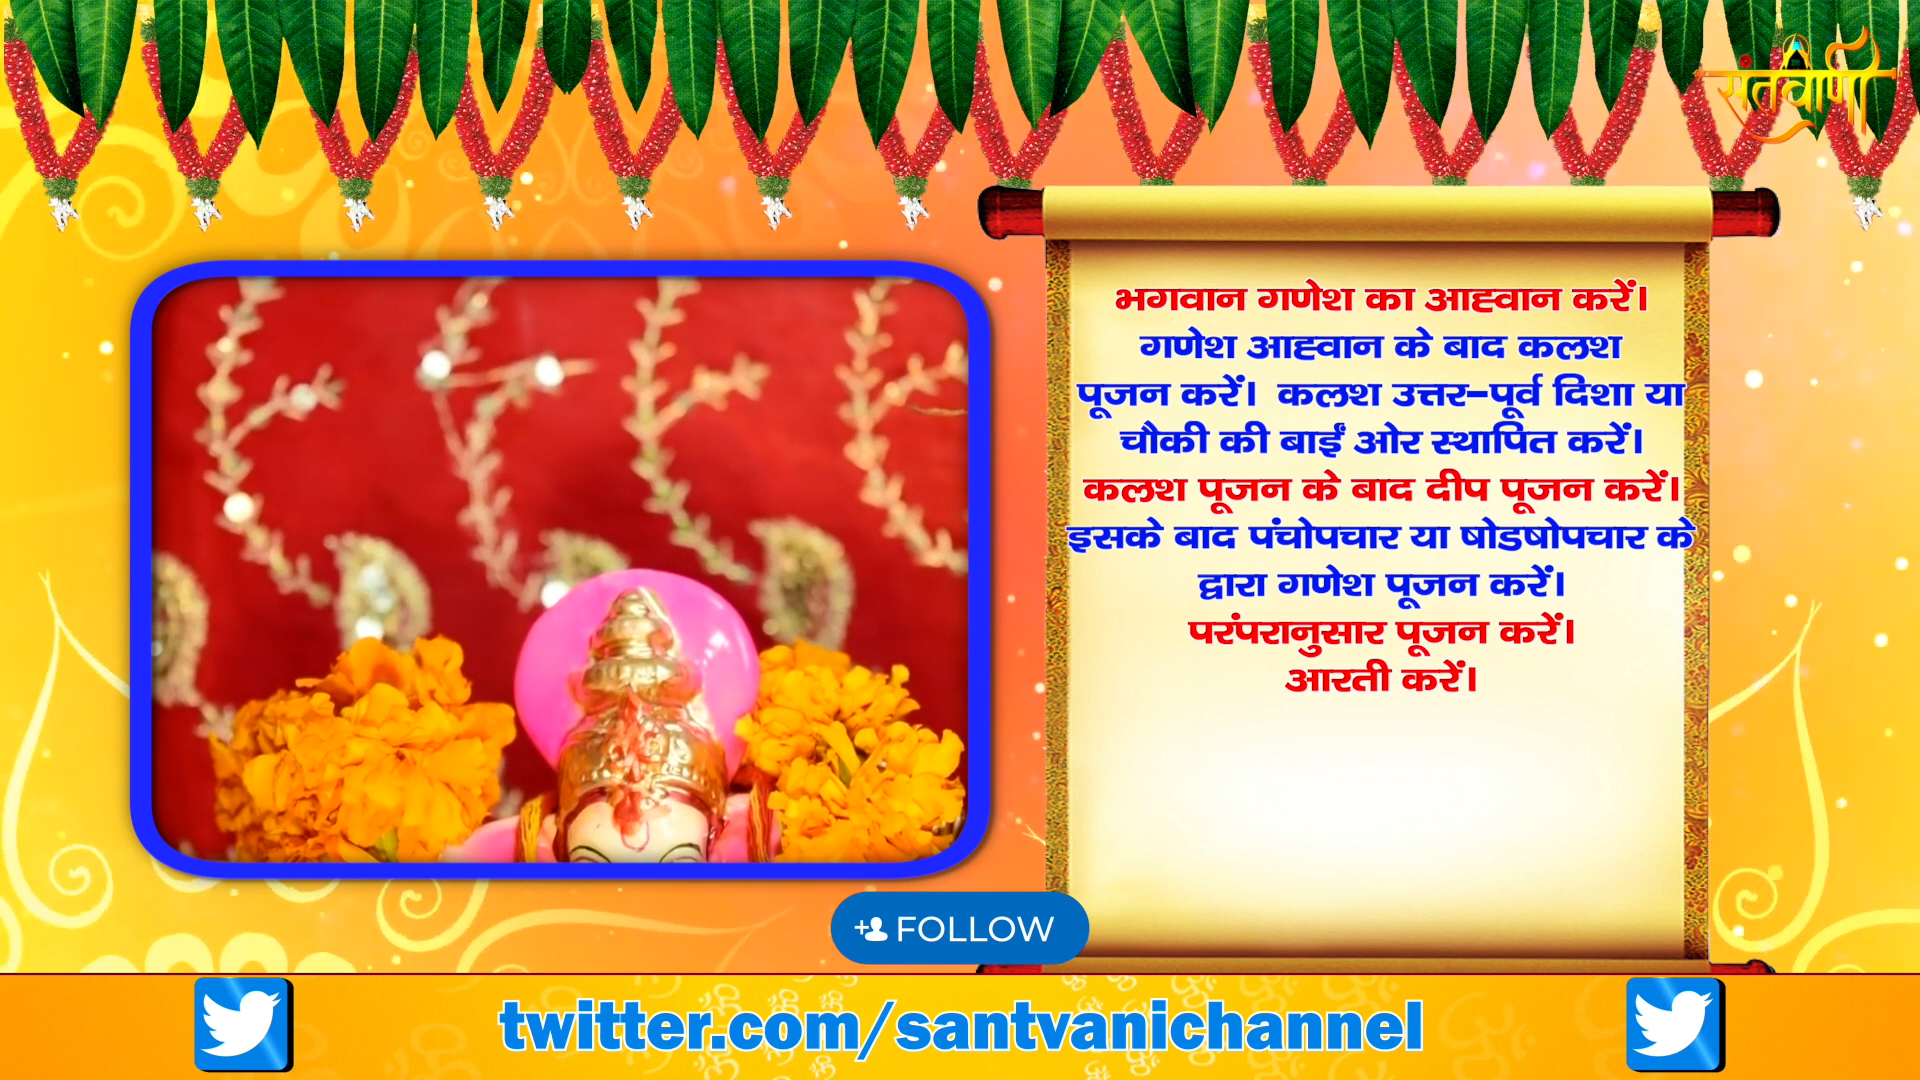 संतवाणी
भगवान गणेश का आह्वान करें।
गणेश आह्वान के बाद कलश
पूजन करें। कलश उत्तर-पूर्व दिशा या
चौकी की बाईं ओर स्थापित करें।
कलश पूजन के बाद दीप पूजन करें।
इसके बाद पंचोपचार या षोडषोपचार के
द्वारा गणेश पूजन करें।
परंपरानुसार पूजन करें।
आरती करें।
FOLLOW
twitter.com/santvanichannel